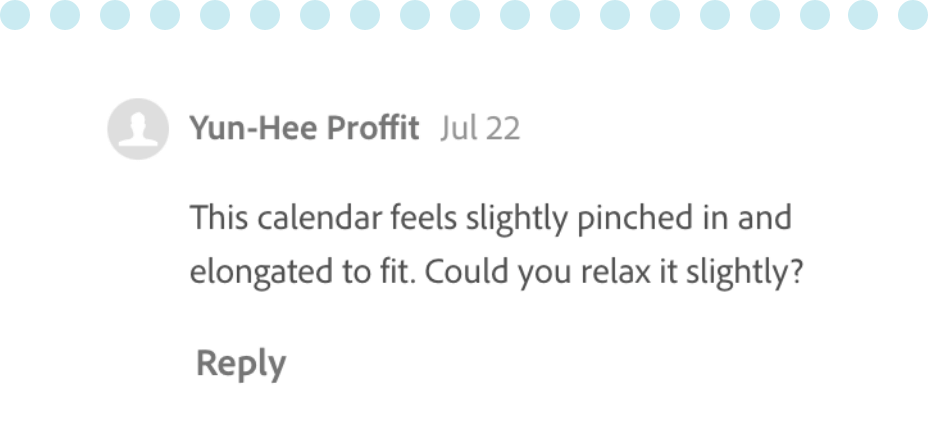 Yun-Hee Proffit Jul 22
This calendar feels slightly pinched in and
elongated to fit. Could you relax it slightly?
Reply